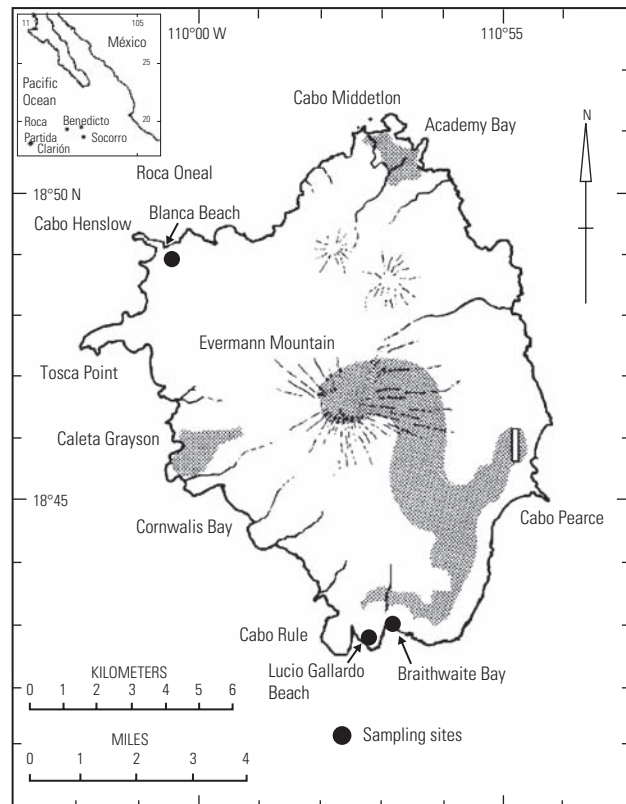 110°00 W
110°55
11
105
México
25
Pacific
Ocean
20
Roca
Partida
Benedicto
Socorro
Clarión
Cabo Middetlon
Academy Bay
N
Roca Oneal
18°50 N
Blanca Beach
Cabo Henslow
Evermann Mountain
Tosca Point
Caleta Grayson
18°45
Cornwalis Bay
Cabo Pearce
Cabo Rule
Lucio Gallardo
Beach
Braithwaite Bay
KILOMETERS
0 1 2 3 4 5 6
MILES
0 1 2 3 4
Sampling sites